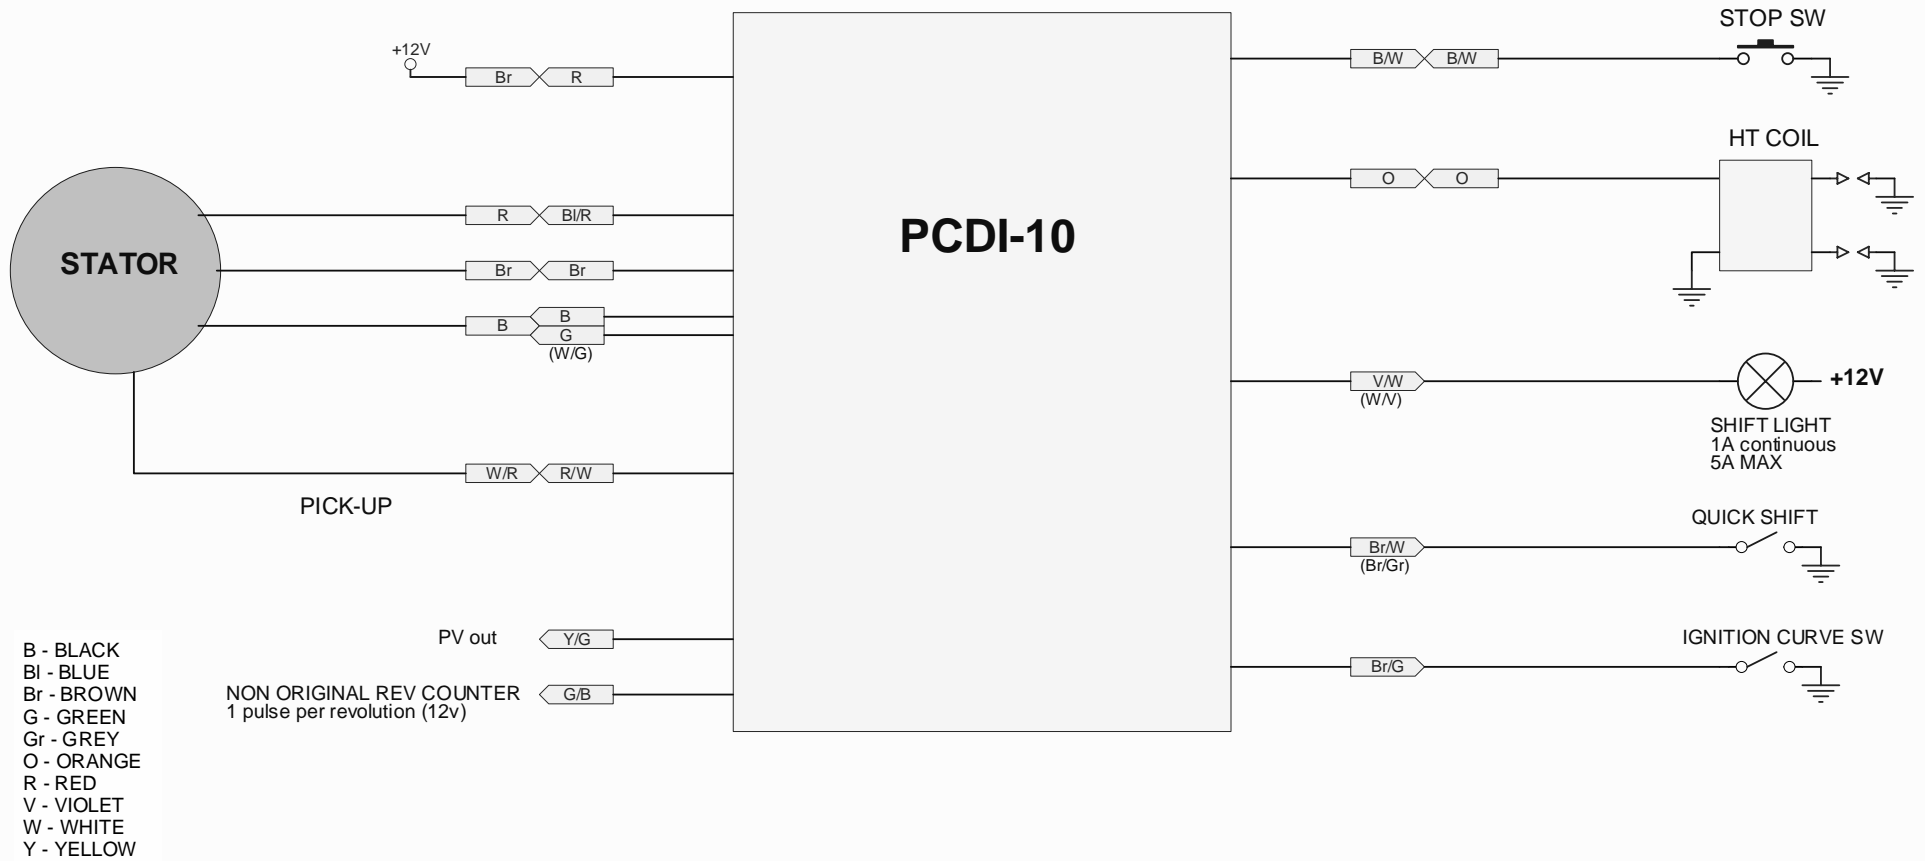 STOP SW
+12V
Br R
B/W B/W
HT COIL
O O
R Bl/R
STATOR
PCDI-10
Br Br
B
B
G
(W/G)
V/W
(W/V)
+12V
SHIFT LIGHT
1A continuous
5A MAX
W/R R/W
PICK-UP
QUICK SHIFT
Br/W
(Br/Gr)
PV out
Y/G
IGNITION CURVE SW
Br/G
NON ORIGINAL REV COUNTER
1 pulse per revolution (12v)
G/B
B - BLACK
Bl - BLUE
Br - BROWN
G - GREEN
Gr - GREY
O - ORANGE
R - RED
V - VIOLET
W - WHITE
Y - YELLOW